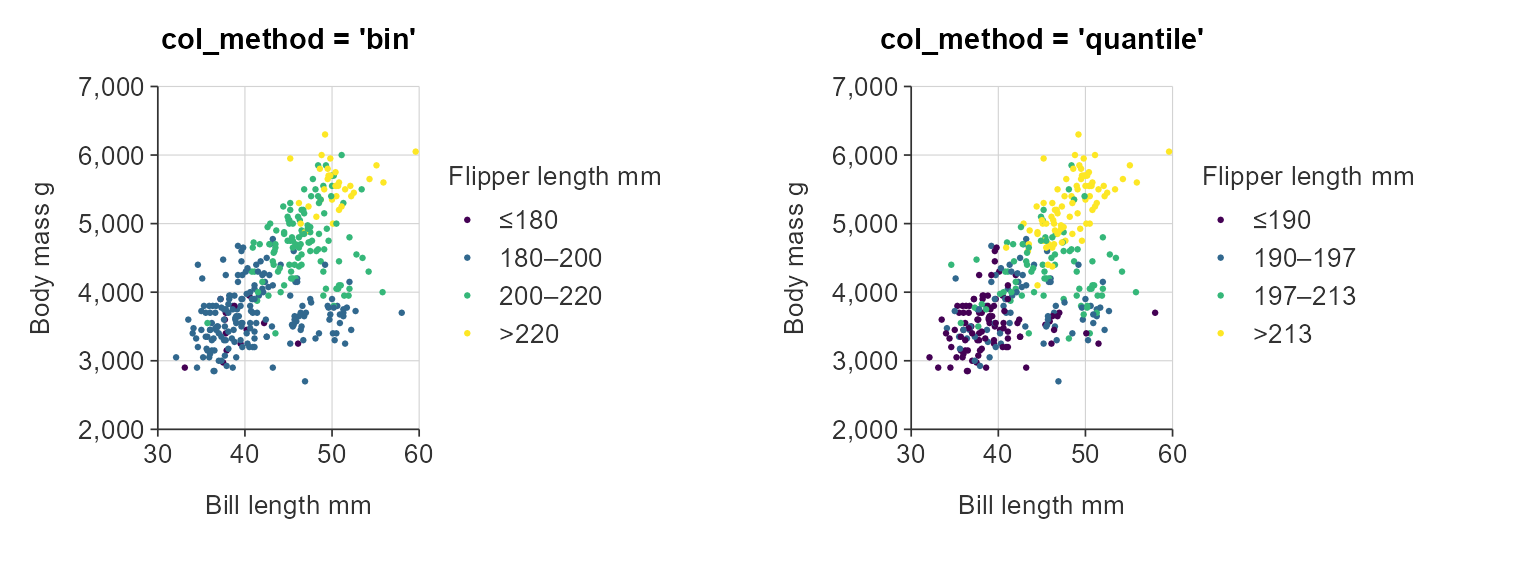 col_method = 'bin'
7,000
6,000
5,000
4,000
3,000
2,000
30 40 50 60
Body mass g
Bill length mm
Flipper length mm
≤180
180–200
200–220
>220
col_method = 'quantile'
7,000
6,000
5,000
4,000
3,000
2,000
30 40 50 60
Body mass g
Bill length mm
Flipper length mm
≤190
190–197
197–213
>213